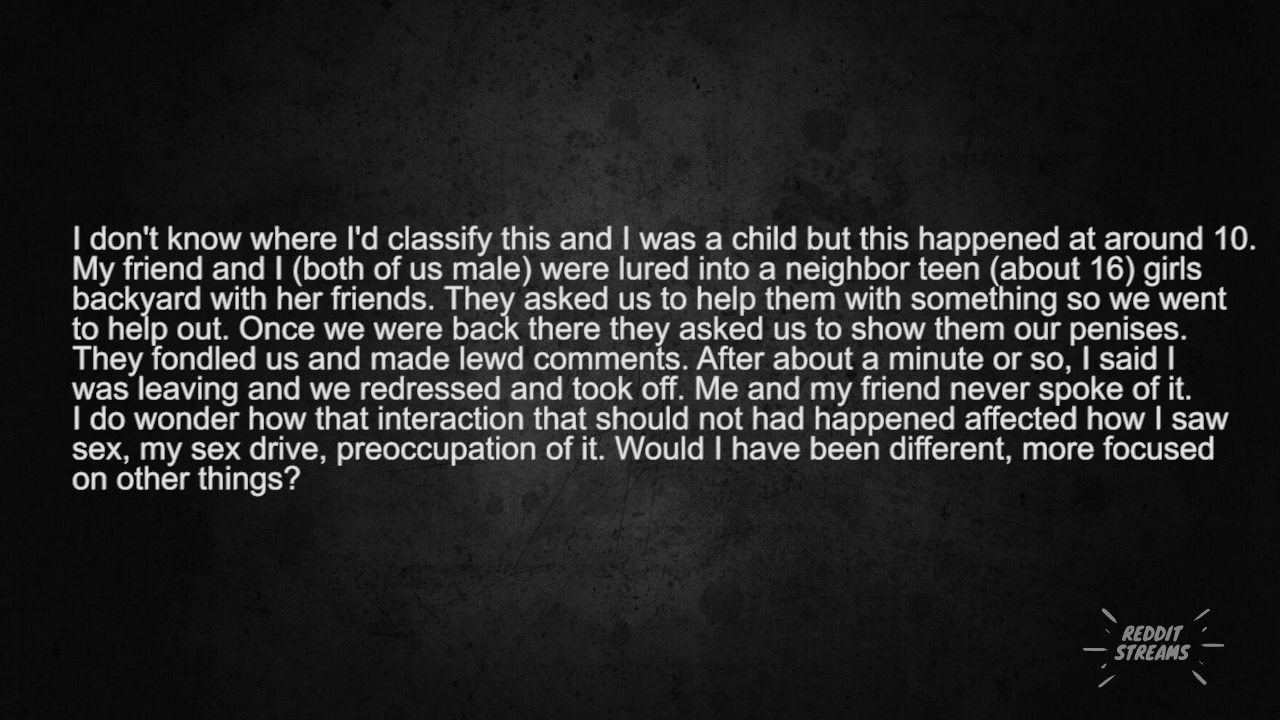 I don't know where I'd classify this and I was a child but this happened at around 10.
My friend and I (both of us male) were lured into a neighbor teen (about 16) girls
backyard with her friends. They asked us to help them with something so we went
to help out. Once we were back there they asked us to show them our penises.
They fondled us and made lewd comments. After about a minute or so, I said I
was leaving and we redressed and took off. Me and my friend never spoke of it.
I do wonder how that interaction that should not had happened affected how I saw
sex, my sex drive, preoccupation of it. Would I have been different, more focused
on other things?
REDDIT
STREAMS